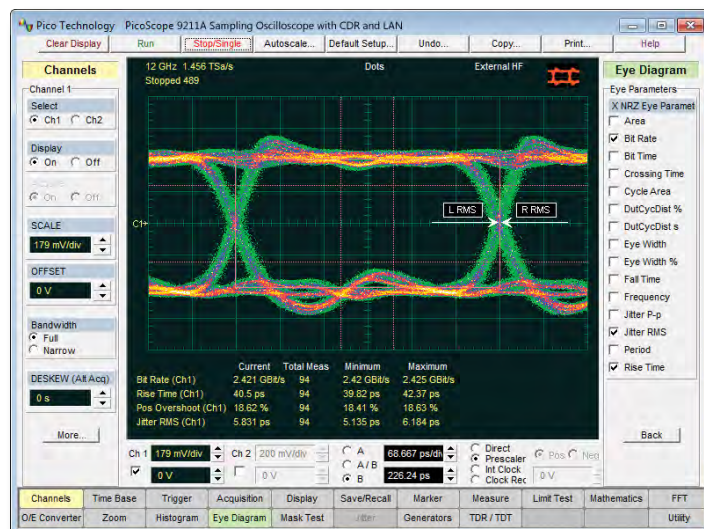 Pico Technology PicoScope 9211A Sampling Oscilloscope with CDR and LAN
Clear Display Run Stop/Single Autoscale... Default Setup... Undo... Copy... Print... Help
Channels
Channel 1
Select
Ch1 Ch2
Display
On Off
On Off
SCALE
179 mV/div
OFFSET
0 V
Bandwidth
Full
Narrow
DESKEW (Alt Acq)
0 s
More...
12 GHz 1.456 TSa/s Dots External HF
Stopped 489
C1
L RMS R RMS
Current Total Meas Minimum Maximum
Bit Rate (Ch1) 2.421 GBit/s 94 2.42 GBit/s 2.425 GBit/s
Rise Time (Ch1) 40.5 ps 94 39.82 ps 42.37 ps
Pos Overshoot (Ch1) 18.62 % 94 18.41 % 18.63 %
Jitter RMS (Ch1) 5.831 ps 94 5.135 ps 6.184 ps
Eye Diagram
Eye Parameters
X NRZ Eye Paramet
Area
Bit Rate
Bit Time
Crossing Time
Cycle Area
DutCycDist %
DutCycDist s
Eye Width
Eye Width %
Fall Time
Frequency
Jitter P-p
Jitter RMS
Period
Rise Time
Back
Ch 1 179 mV/div Ch 2 200 mV/div A 68.667 ps/div Direct Pos Neg
A / B Prescaler
0 V 0 V B 226.24 ps Int Clock 0 V
Clock Rec
Channels Time Base Trigger Acquisition Display Save/Recall Marker Measure Limit Test Mathematics FFT
O/E Converter Zoom Histogram Eye Diagram Mask Test Jitter Generators TDR / TDT Utility